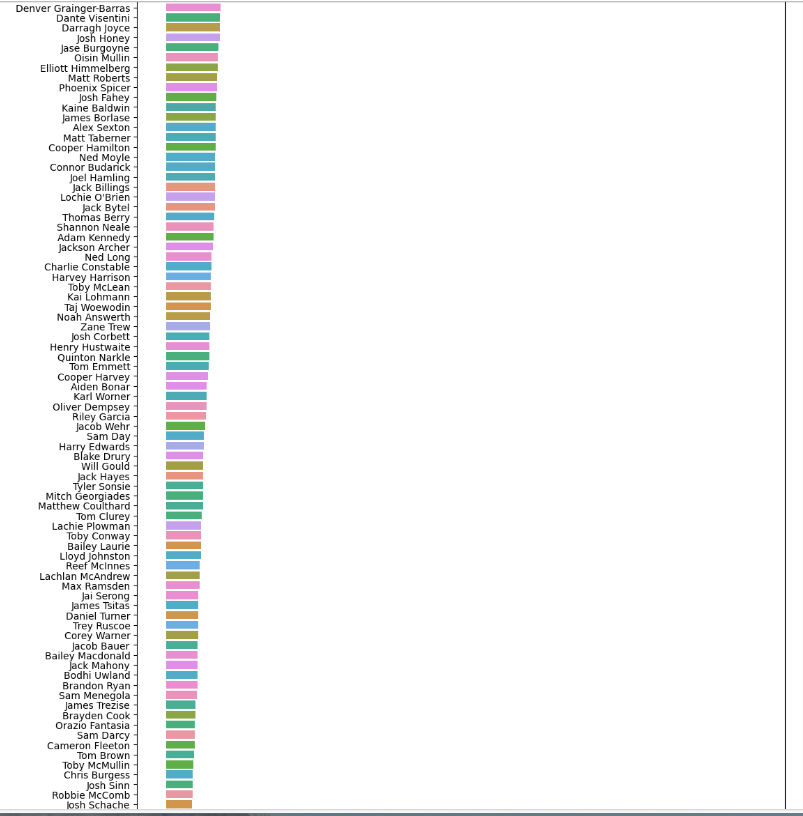 Denver Grainger-Barras
Dante Visentini
Darragh Joyce
Josh Honey
Jase Burgoyne
Oisin Mullin
Elliott Himmelberg
Matt Roberts
Phoenix Spicer
Josh Fahey
Kaine Baldwin
James Borlase
Alex Sexton
Matt Taberner
Cooper Hamilton
Ned Moyle
Connor Budarick
Joel Hamling
Jack Billings
Lochie O'Brien
Jack Bytel
Thomas Berry
Shannon Neale
Adam Kennedy
Jackson Archer
Ned Long
Charlie Constable
Harvey Harrison
Toby McLean
Kai Lohmann
Taj Woewodin
Noah Answerth
Zane Trew
Josh Corbett
Henry Hustwaite
Quinton Narkle
Tom Emmett
Cooper Harvey
Aiden Bonar
Karl Worner
Oliver Dempsey
Riley Garcia
Jacob Wehr
Sam Day
Harry Edwards
Blake Drury
Will Gould
Jack Hayes
Tyler Sonsie
Mitch Georgiades
Matthew Coulthard
Tom Clurey
Lachie Plowman
Toby Conway
Bailey Laurie
Lloyd Johnston
Reef McInnes
Lachlan McAndrew
Max Ramsden
Jai Serong
James Tsitas
Daniel Turner
Trey Ruscoe
Corey Warner
Jacob Bauer
Bailey Macdonald
Jack Mahony
Bodhi Uwland
Brandon Ryan
Sam Menegola
James Trezise
Brayden Cook
Orazio Fantasia
Sam Darcy
Cameron Fleeton
Tom Brown
Toby McMullin
Chris Burgess
Josh Sinn
Robbie McComb
Josh Schache